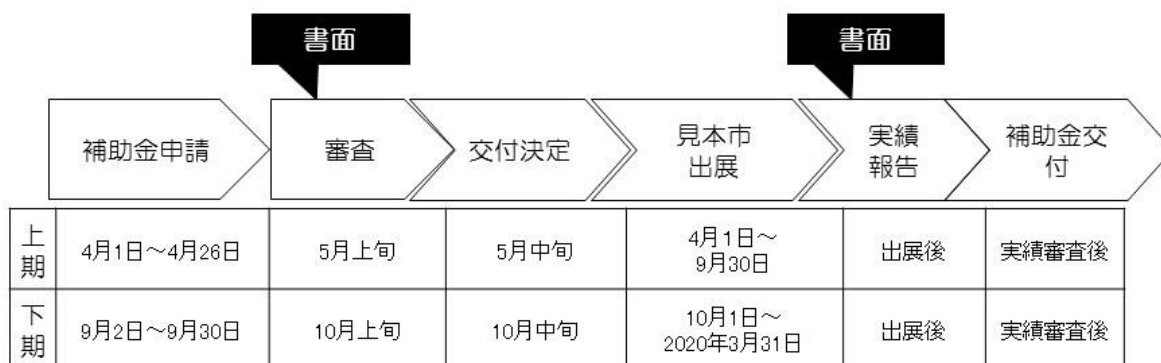 書面
書面
補助金申請
審査
交付決定
見本市
出展
実績
報告
補助金交
付
上
期
4月1日～4月26日
5月上旬
5月中旬
4月1日～
9月30日
出展後
実績審査後
下
期
9月2日～9月30日
10月上旬
10月中旬
10月1日～
2020年3月31日
出展後
実績審査後